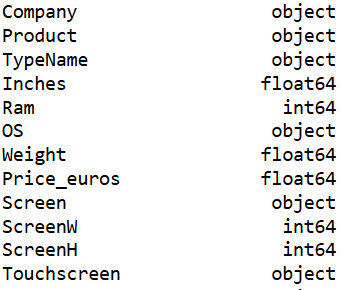 Company object
Product object
TypeName object
Inches float64
Ram int64
OS object
Weight float64
Price_euros float64
Screen object
ScreenW int64
ScreenH int64
Touchscreen object